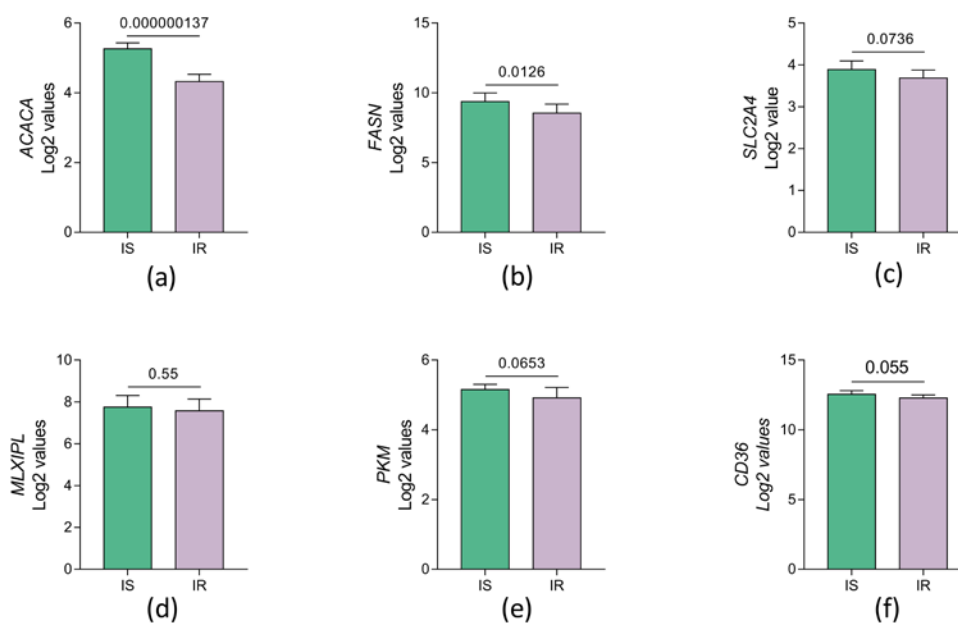 0.000000137
ACACA
Log2 values
6
4
2
0
IS IR
(a)
0.0126
FASN
Log2 values
15
10
5
0
IS IR
(b)
0.0736
SLC2A4
Log2 value
5
4
3
2
1
0
IS IR
(c)
0.55
MLXIPL
Log2 values
10
8
6
4
2
0
IS IR
(d)
0.0653
PKM
Log2 values
6
4
2
0
IS IR
(e)
0.055
CD36
Log2 values
15
10
5
0
IS IR
(f)